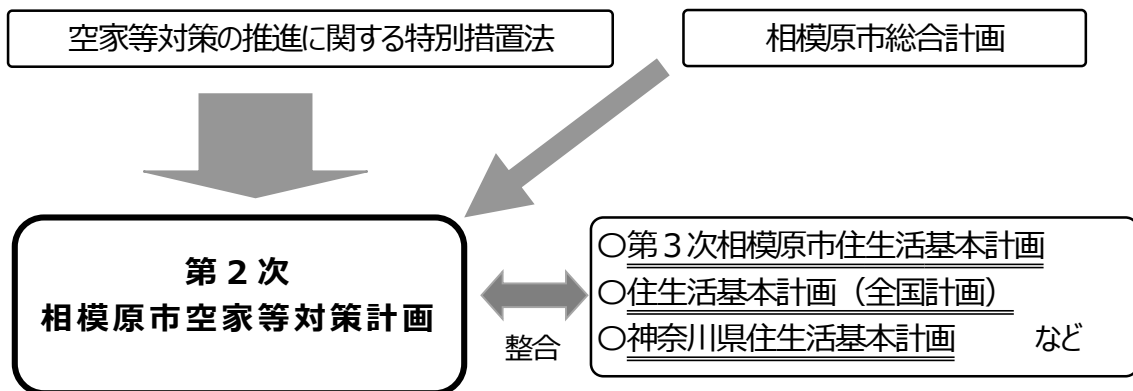 空家等対策の推進に関する特別措置法
相模原市総合計画
第２次
相模原市空家等対策計画
整合
〇第３次相模原市住生活基本計画
〇住生活基本計画（全国計画）
〇神奈川県住生活基本計画　など